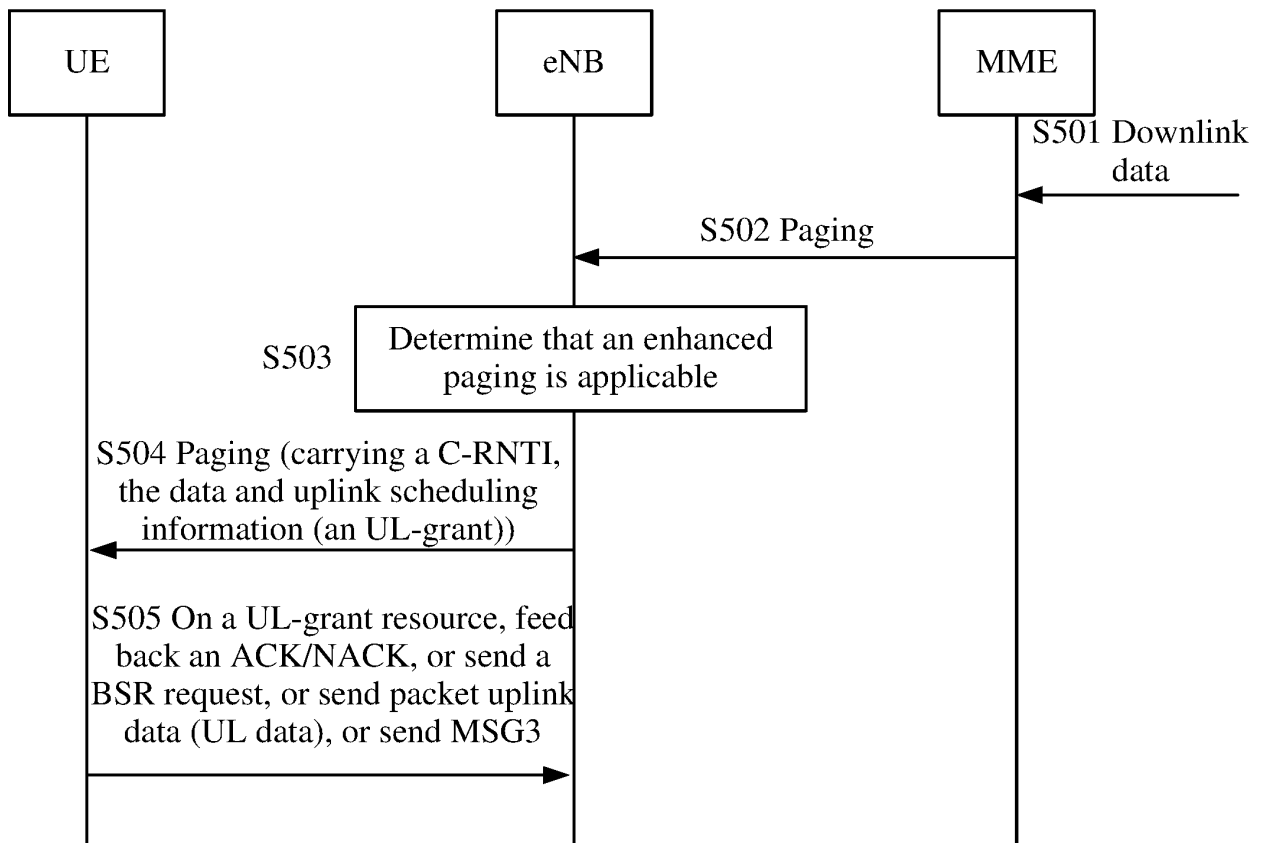 UE
eNB
MME
S501 Downlink
data
S502 Paging
S503
Determine that an enhanced
paging is applicable
S504 Paging (carrying a C-RNTI,
the data and uplink scheduling
information (an UL-grant))
S505 On a UL-grant resource, feed
back an ACK/NACK, or send a
BSR request, or send packet uplink
data (UL data), or send MSG3